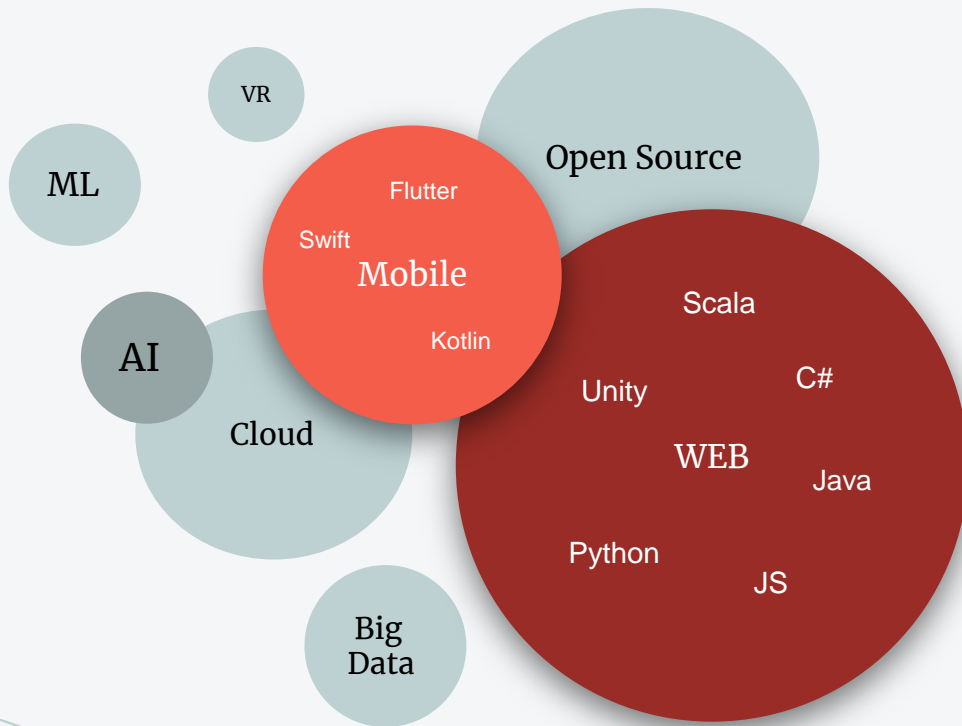 VR
Open Source
ML
Flutter
Swift
Mobile
Kotlin
Scala
AI
Unity
C#
Cloud
WEB
Java
Python
JS
Big
Data